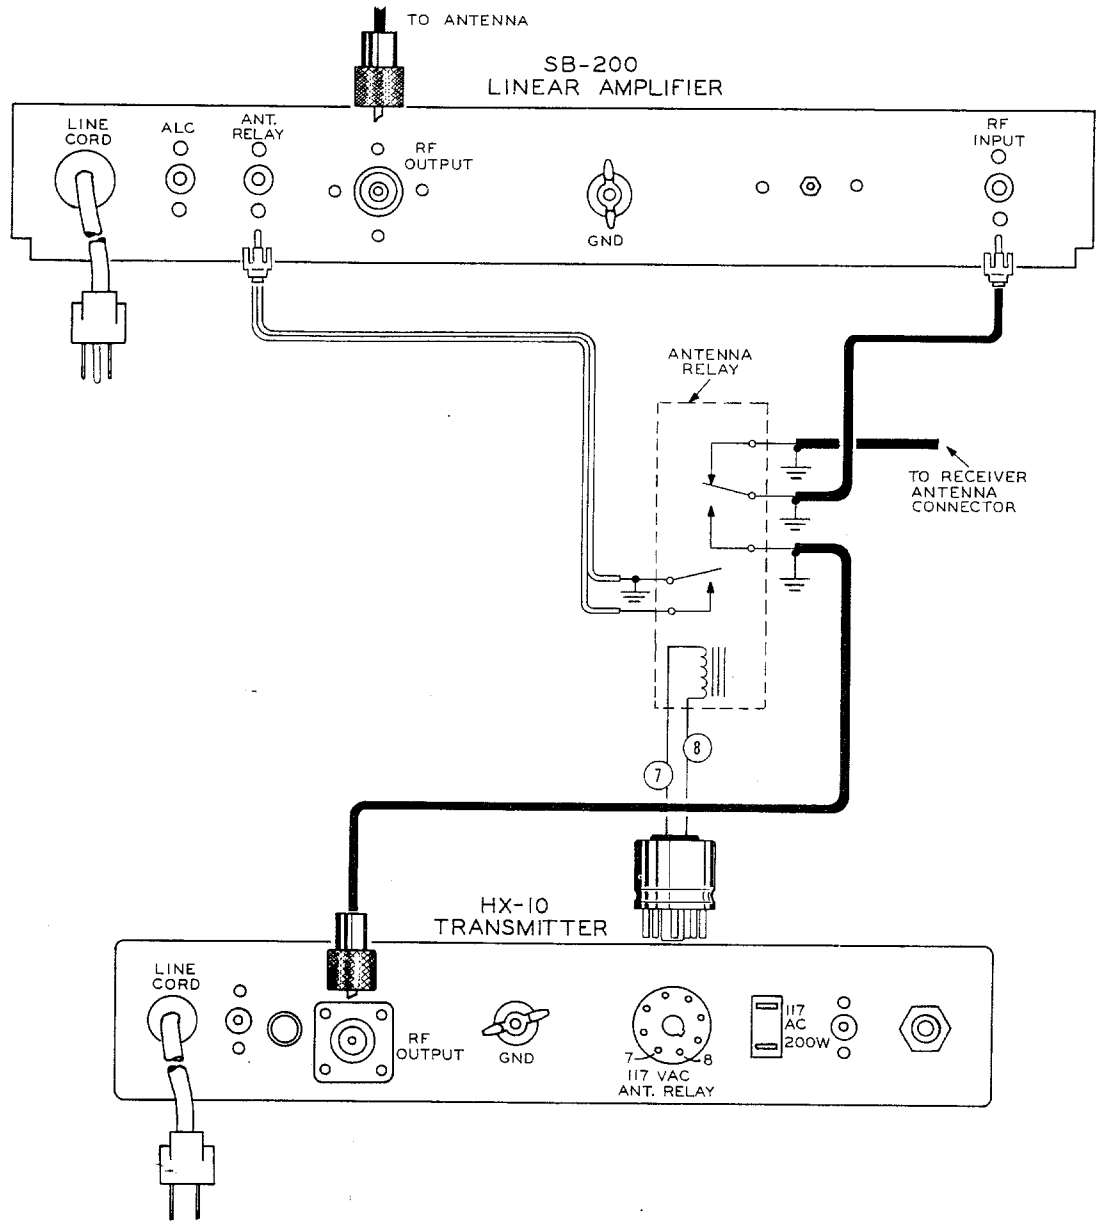 TO ANTENNA
SB-200
LINEAR AMPLIFIER
LINE
CORD
ALC
ANT.
RELAY
RF
OUTPUT
GND
RF
INPUT
ANTENNA
RELAY
TO RECEIVER
ANTENNA
CONNECTOR
8
7
HX-10
TRANSMITTER
LINE
CORD
RF
OUTPUT
GND
7
8
117 VAC
ANT. RELAY
117
AC
200W